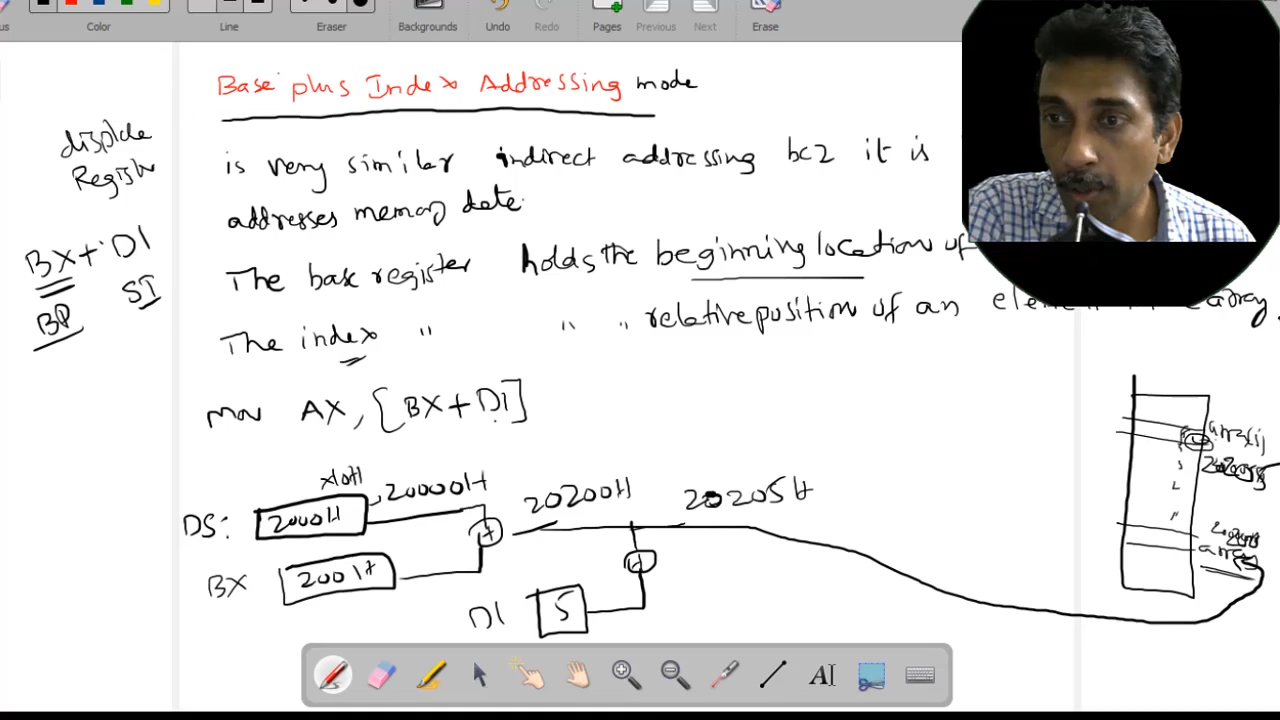 Color
Line
Eraser
Backgrounds
Undo
Redo
Pages
Previous
Next
Erase
Base plus Index Addressing mode
is very similar indirect addressing bcz it is
addresses memory date
The base register holds the beginning location of
The index " " " relative position of an array.
displace
Register
BX+DI
BP SI
mov AX, [BX+DI]
x10H
DS: 2000H 20000H + 20200H 20205H
BX 200H
DI 5